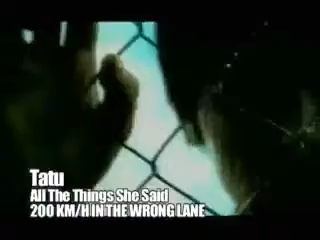 Tatu
All The Things She Said
200 KM/H IN THE WRONG LANE